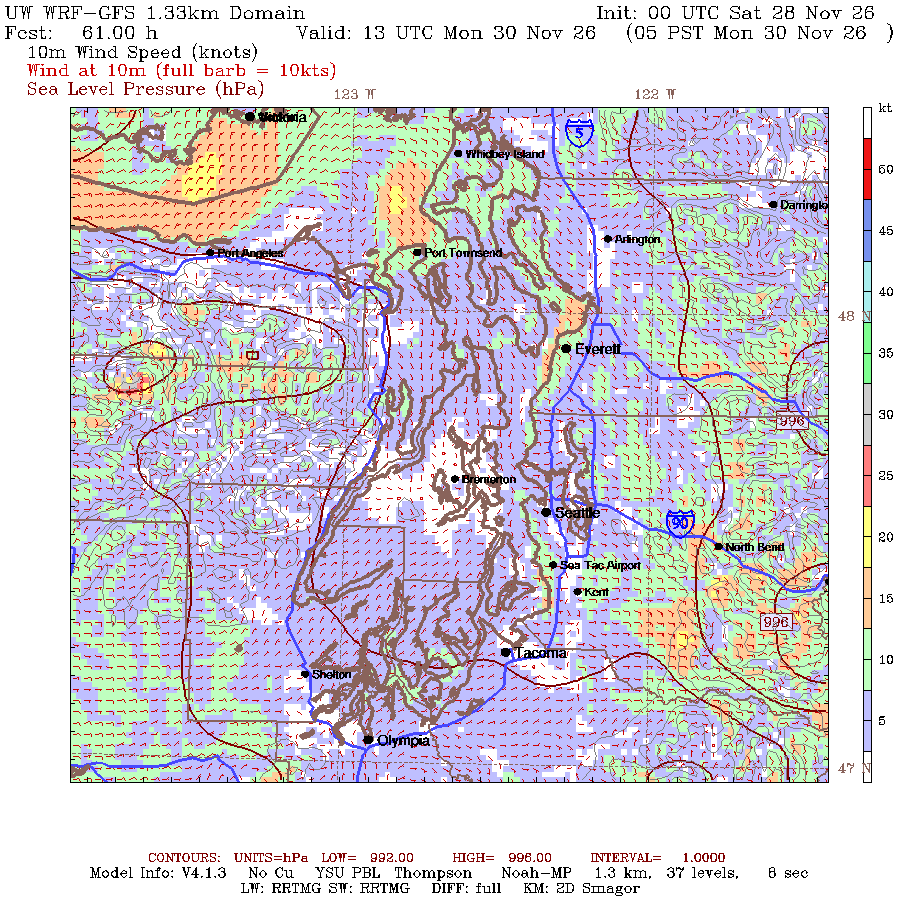 UW WRF-GFS 1.33km Domain Init: 00 UTC Sat 28 Nov 26
Fcst: 61.00 h Valid: 13 UTC Mon 30 Nov 26 (05 PST Mon 30 Nov 26 )
10m Wind Speed (knots)
Wind at 10m (full barb = 10kts)
Sea Level Pressure (hPa)
123 W 122 W
kt
Victoria
5
Whidbey Island
60
50
Darringto
45
Arlington
Port Angeles
Port Townsend
40
48 N
Everett
35
996
30
Bremerton
25
Seattle
90
20
North Bend
Sea Tac Airport
Kent
15
996
Tacoma
10
Shelton
5
Olympia
47 N
CONTOURS: UNITS=hPa LOW= 992.00 HIGH= 996.00 INTERVAL= 1.0000
Model Info: V4.1.3 No Cu YSU PBL Thompson Noah-MP 1.3 km, 37 levels, 8 sec
LW: RRTMG SW: RRTMG DIFF: full KM: 2D Smagor